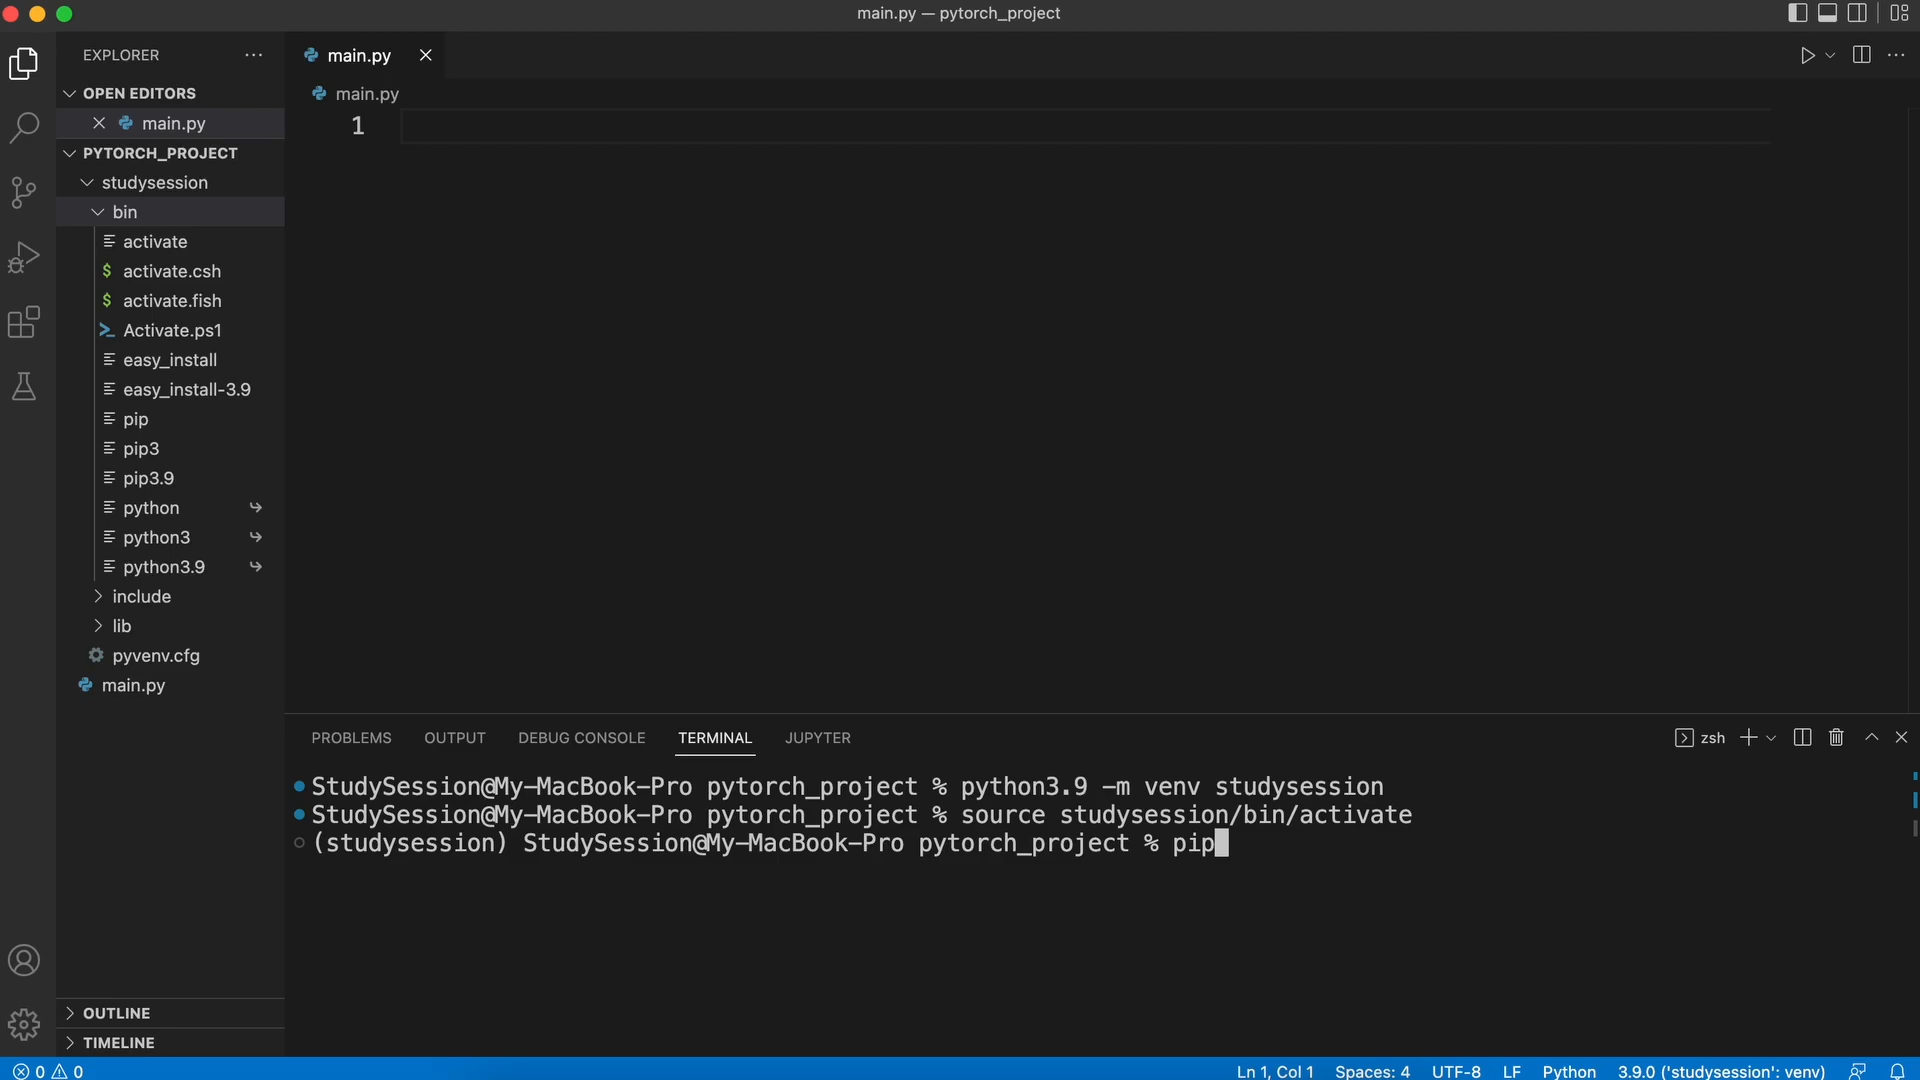 main.py — pytorch_project
EXPLORER
main.py
OPEN EDITORS
main.py
main.py
1
PYTORCH_PROJECT
studysession
bin
activate
$ activate.csh
$ activate.fish
Activate.ps1
easy_install
easy_install-3.9
pip
pip3
pip3.9
python
python3
python3.9
include
lib
pyvenv.cfg
main.py
PROBLEMS OUTPUT DEBUG CONSOLE TERMINAL JUPYTER
zsh
StudySession@My-MacBook-Pro pytorch_project % python3.9 -m venv studysession
StudySession@My-MacBook-Pro pytorch_project % source studysession/bin/activate
(studysession) StudySession@My-MacBook-Pro pytorch_project % pip
OUTLINE
TIMELINE
0 0
Ln 1, Col 1 Spaces: 4 UTF-8 LF Python 3.9.0 ('studysession': venv)